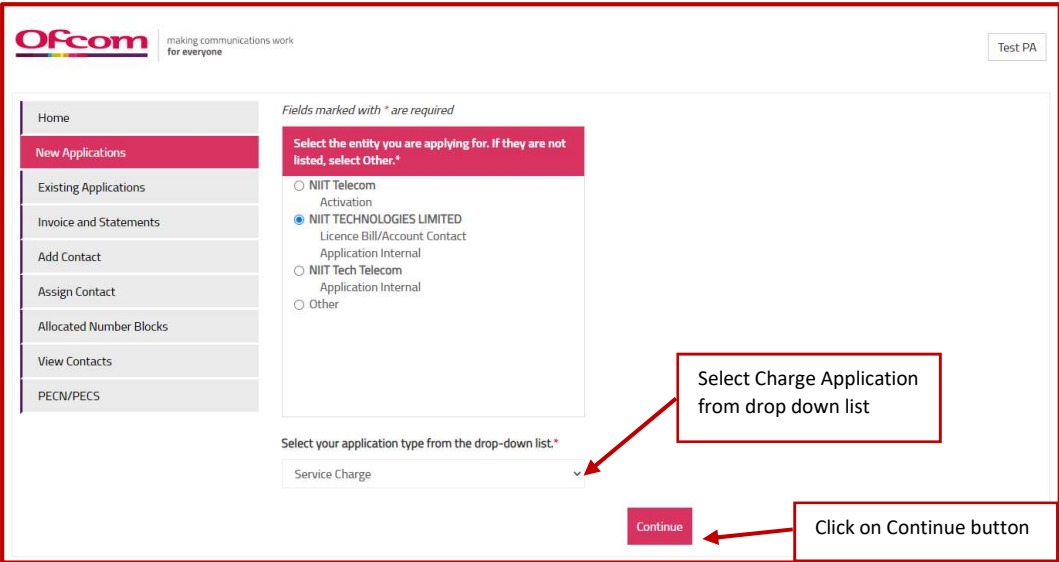 Ofcom
making communications work
for everyone
Test PA
Home
New Applications
Existing Applications
Invoice and Statements
Add Contact
Assign Contact
Allocated Number Blocks
View Contacts
PECN/PECS
Fields marked with * are required
Select the entity you are applying for. If they are not
listed, select Other.*
NIIT Telecom
Activation
NIIT TECHNOLOGIES LIMITED
Licence Bill/Account Contact
Application Internal
NIIT Tech Telecom
Application Internal
Other
Select Charge Application
from drop down list
Select your application type from the drop-down list.*
Service Charge
Continue
Click on Continue button